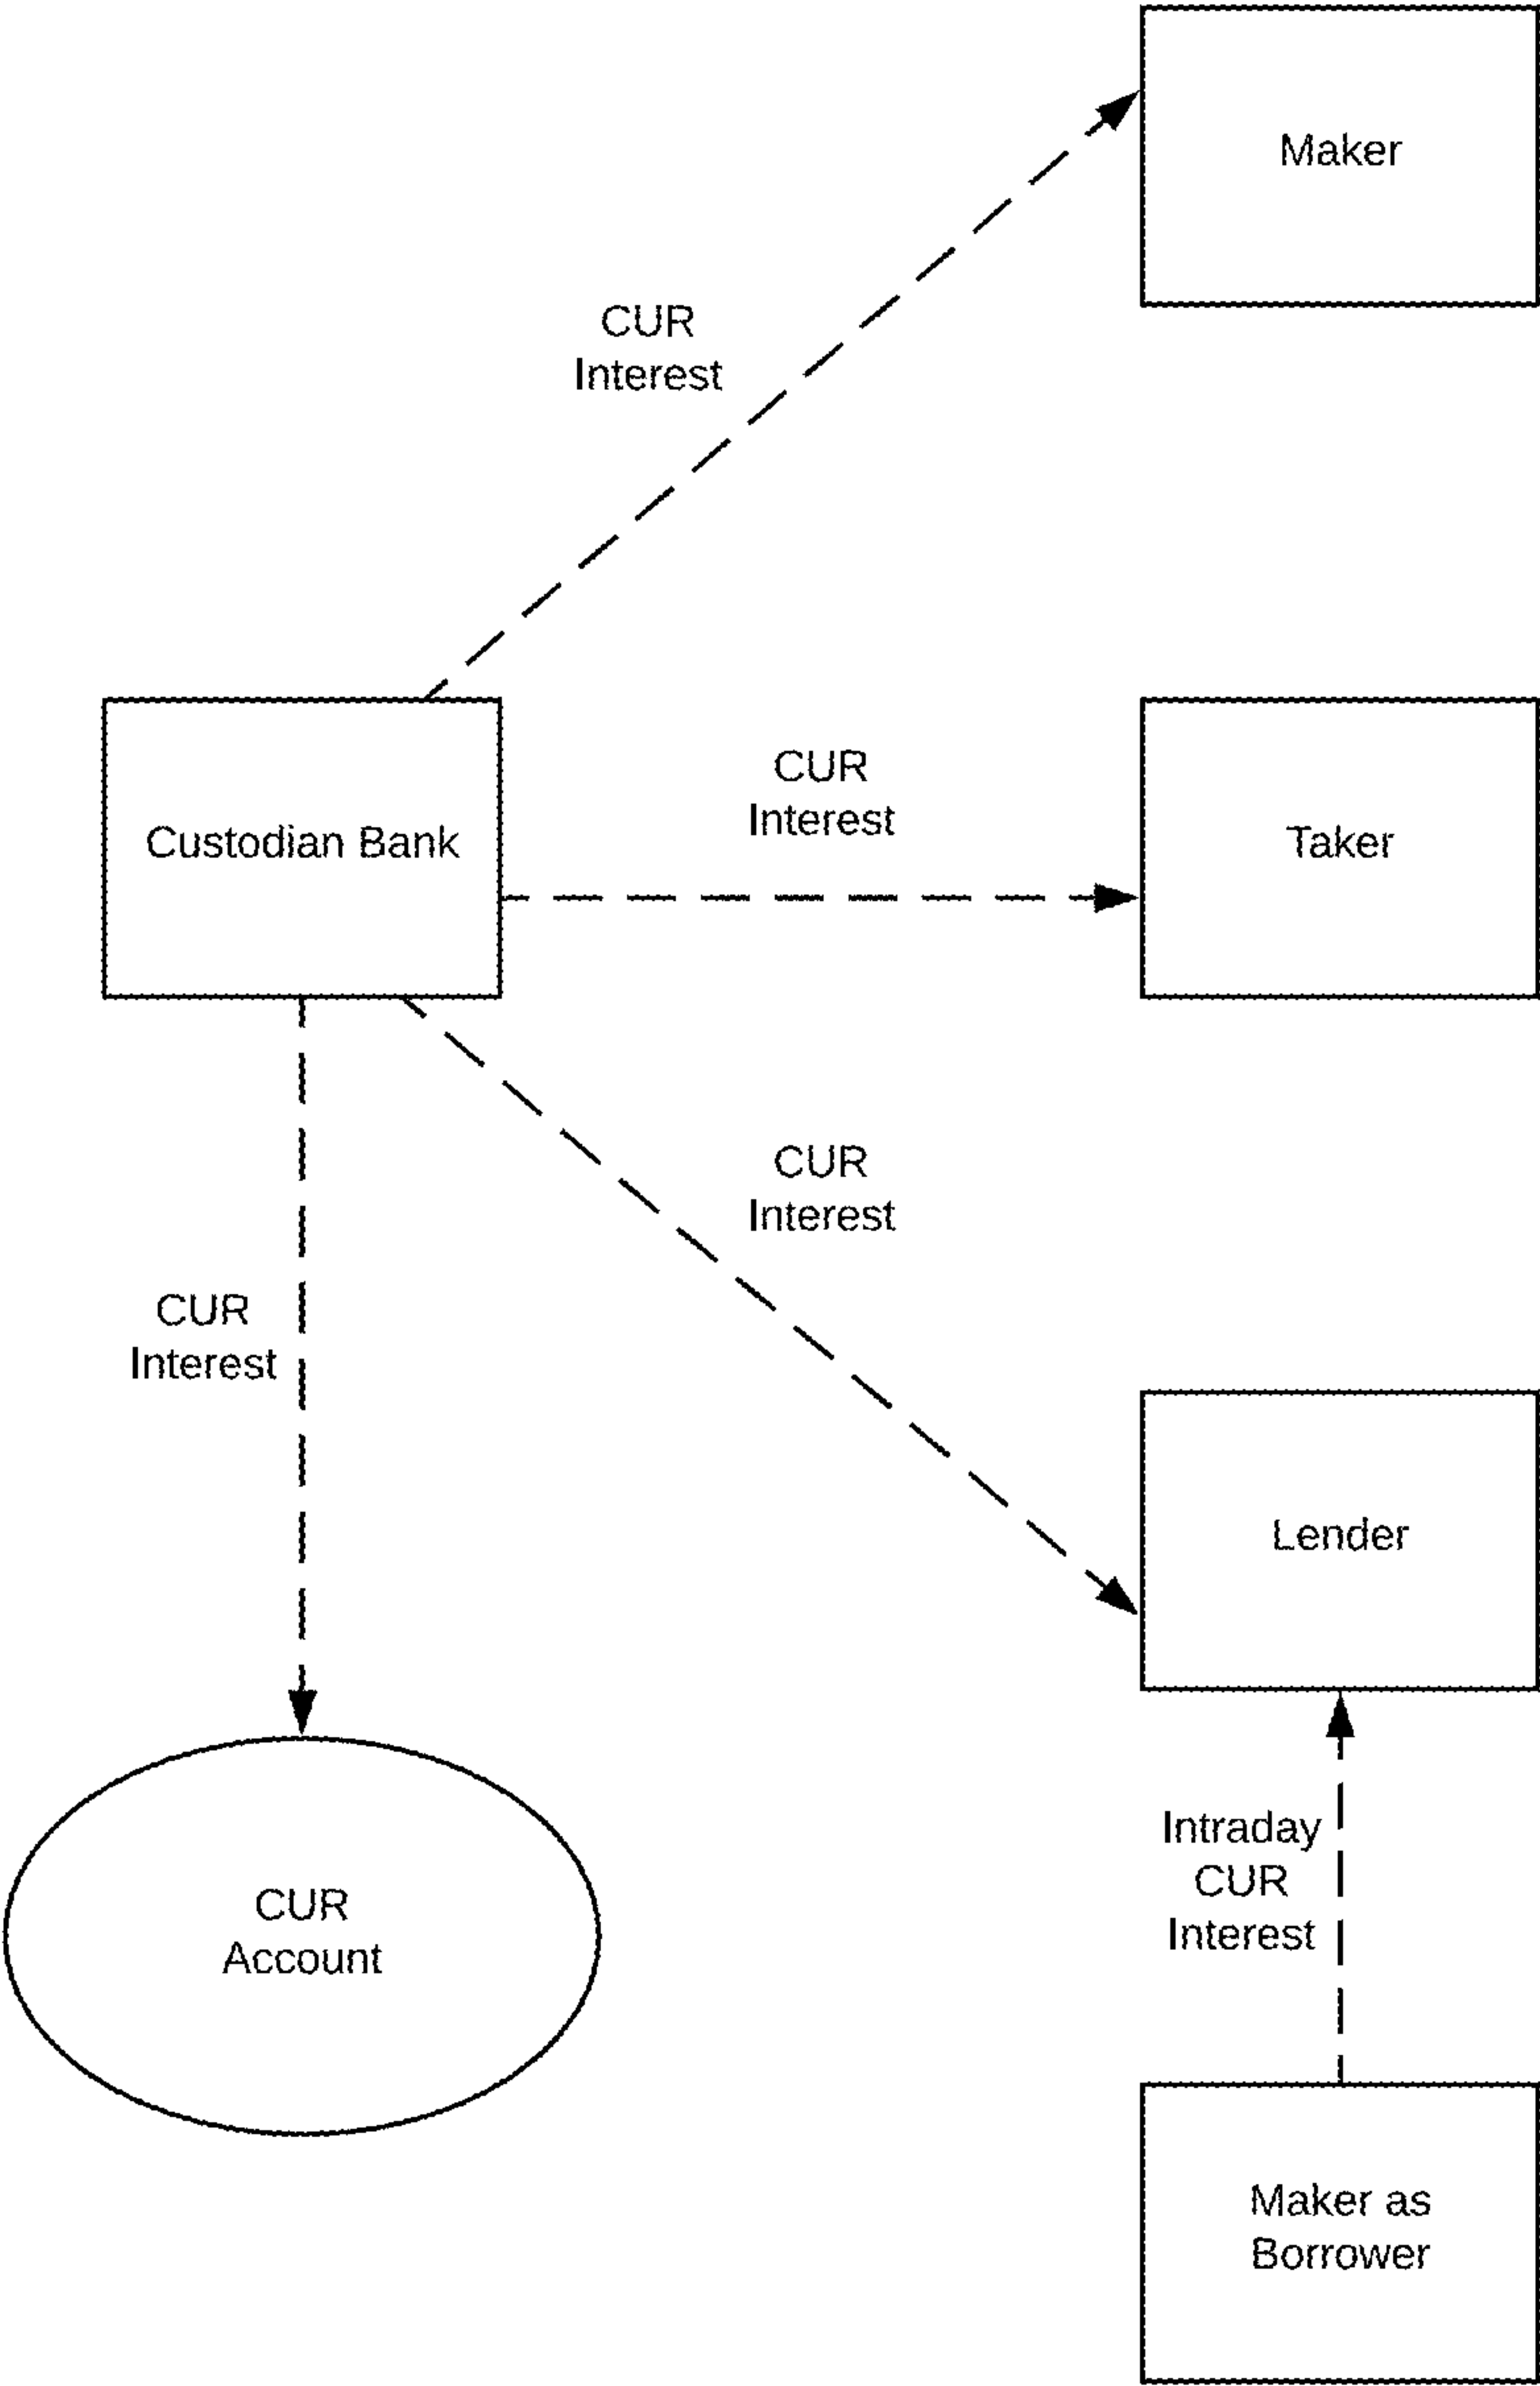 Maker
CUR
Interest
CUR
Interest
Custodian Bank
Taker
CUR
Interest
CUR
Interest
Lender
Intraday
CUR
Interest
CUR
Account
Maker as
Borrower